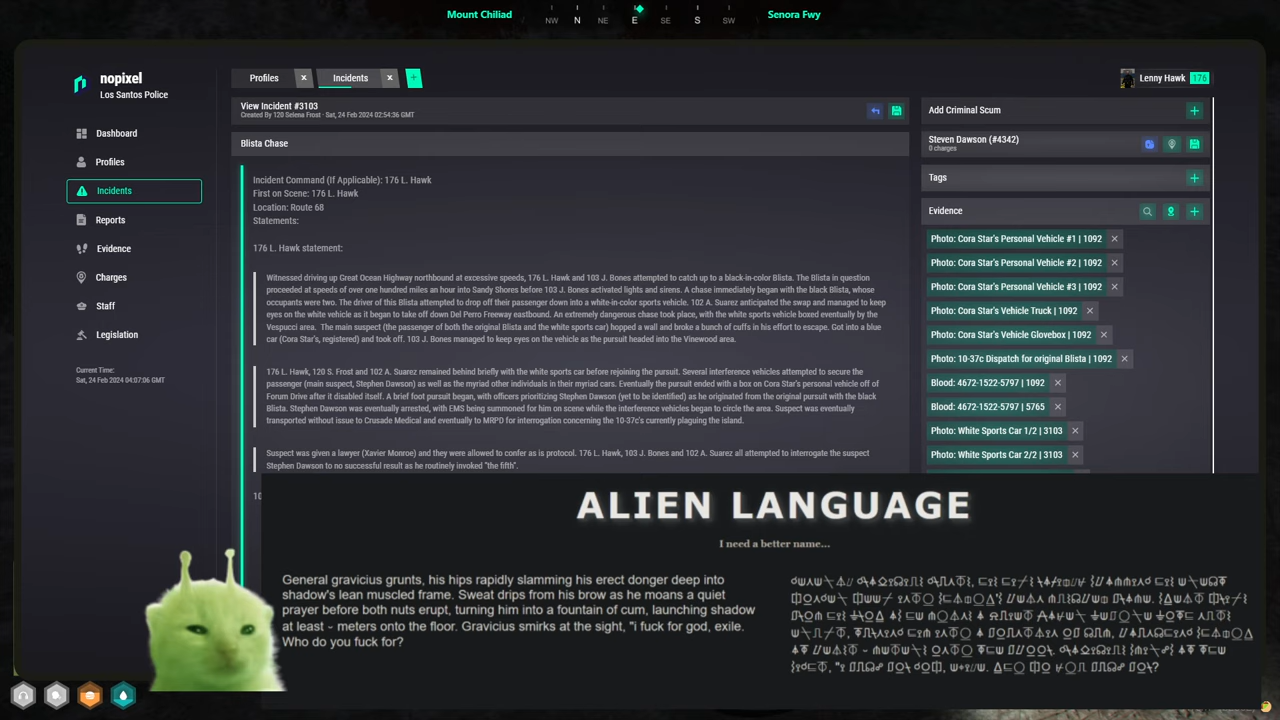 Mount Chiliad
NW N NE E SE S SW
Senora Fwy
nopixel
Los Santos Police
Dashboard
Profiles
Incidents
Reports
Evidence
Charges
Staff
Legislation
Current Time:
Sat, 24 Feb 2024 04:07:06 GMT
Profiles x Incidents x +
Lenny Hawk 176
View Incident #3103
Created By 120 Selena Frost · Sat, 24 Feb 2024 02:54:36 GMT
Blista Chase
Incident Command (If Applicable): 176 L. Hawk
First on Scene: 176 L. Hawk
Location: Route 68
Statements:
176 L. Hawk statement:
Witnessed driving up Great Ocean Highway northbound at excessive speeds, 176 L. Hawk and 103 J. Bones attempted to catch up to a black-in-color Blista. The Blista in question
proceeded at speeds of over one hundred miles an hour into Sandy Shores before 103 J. Bones activated lights and sirens. A chase immediately began with the black Blista, whose
occupants were two. The driver of this Blista attempted to drop off their passenger down into a white-in-color sports vehicle. 102 A. Suarez anticipated the swap and managed to keep
eyes on the white vehicle as it began to take off down Del Perro Freeway eastbound. An extremely dangerous chase took place, with the white sports vehicle boxed eventually by the
Vespucci area. The main suspect (the passenger of both the original Blista and the white sports car) hopped a wall and broke a bunch of cuffs in his effort to escape. Got into a blue
car (Cora Star's, registered) and took off. 103 J. Bones managed to keep eyes on the vehicle as the pursuit headed into the Vinewood area.
176 L. Hawk, 120 S. Frost and 102 A. Suarez remained behind briefly with the white sports car before rejoining the pursuit. Several interference vehicles attempted to secure the
passenger (main suspect, Stephen Dawson) as well as the myriad other individuals in their myriad cars. Eventually the pursuit ended with a box on Cora Star's personal vehicle off of
Forum Drive after it disabled itself. A brief foot pursuit began, with officers prioritizing Stephen Dawson (yet to be identified) as he originated from the original pursuit with the black
Blista. Stephen Dawson was eventually arrested, with EMS being summoned for him on scene while the interference vehicles began to circle the area. Suspect was eventually
transported without issue to Crusade Medical and eventually to MRPD for interrogation concerning the 10-37c's currently plaguing the island.
Suspect was given a lawyer (Xavier Monroe) and they were allowed to confer as is protocol. 176 L. Hawk, 103 J. Bones and 102 A. Suarez all attempted to interrogate the suspect
Stephen Dawson to no successful result as he routinely invoked "the fifth".
10
Add Criminal Scum
Steven Dawson (#4342)
0 charges
Tags
Evidence
Photo: Cora Star's Personal Vehicle #1 | 1092
Photo: Cora Star's Personal Vehicle #2 | 1092
Photo: Cora Star's Personal Vehicle #3 | 1092
Photo: Cora Star's Vehicle Truck | 1092
Photo: Cora Star's Vehicle Glovebox | 1092
Photo: 10-37c Dispatch for original Blista | 1092
Blood: 4672-1522-5797 | 1092
Blood: 4672-1522-5797 | 5765
Photo: White Sports Car 1/2 | 3103
Photo: White Sports Car 2/2 | 3103
ALIEN LANGUAGE
I need a better name...
General gravicius grunts, his hips rapidly slamming his erect donger deep into
shadow's lean muscled frame. Sweat drips from his brow as he moans a quiet
prayer before both nuts erupt, turning him into a fountain of cum, launching shadow
at least ~ meters onto the floor. Gravicius smirks at the sight, "i fuck for god, exile.
Who do you fuck for?